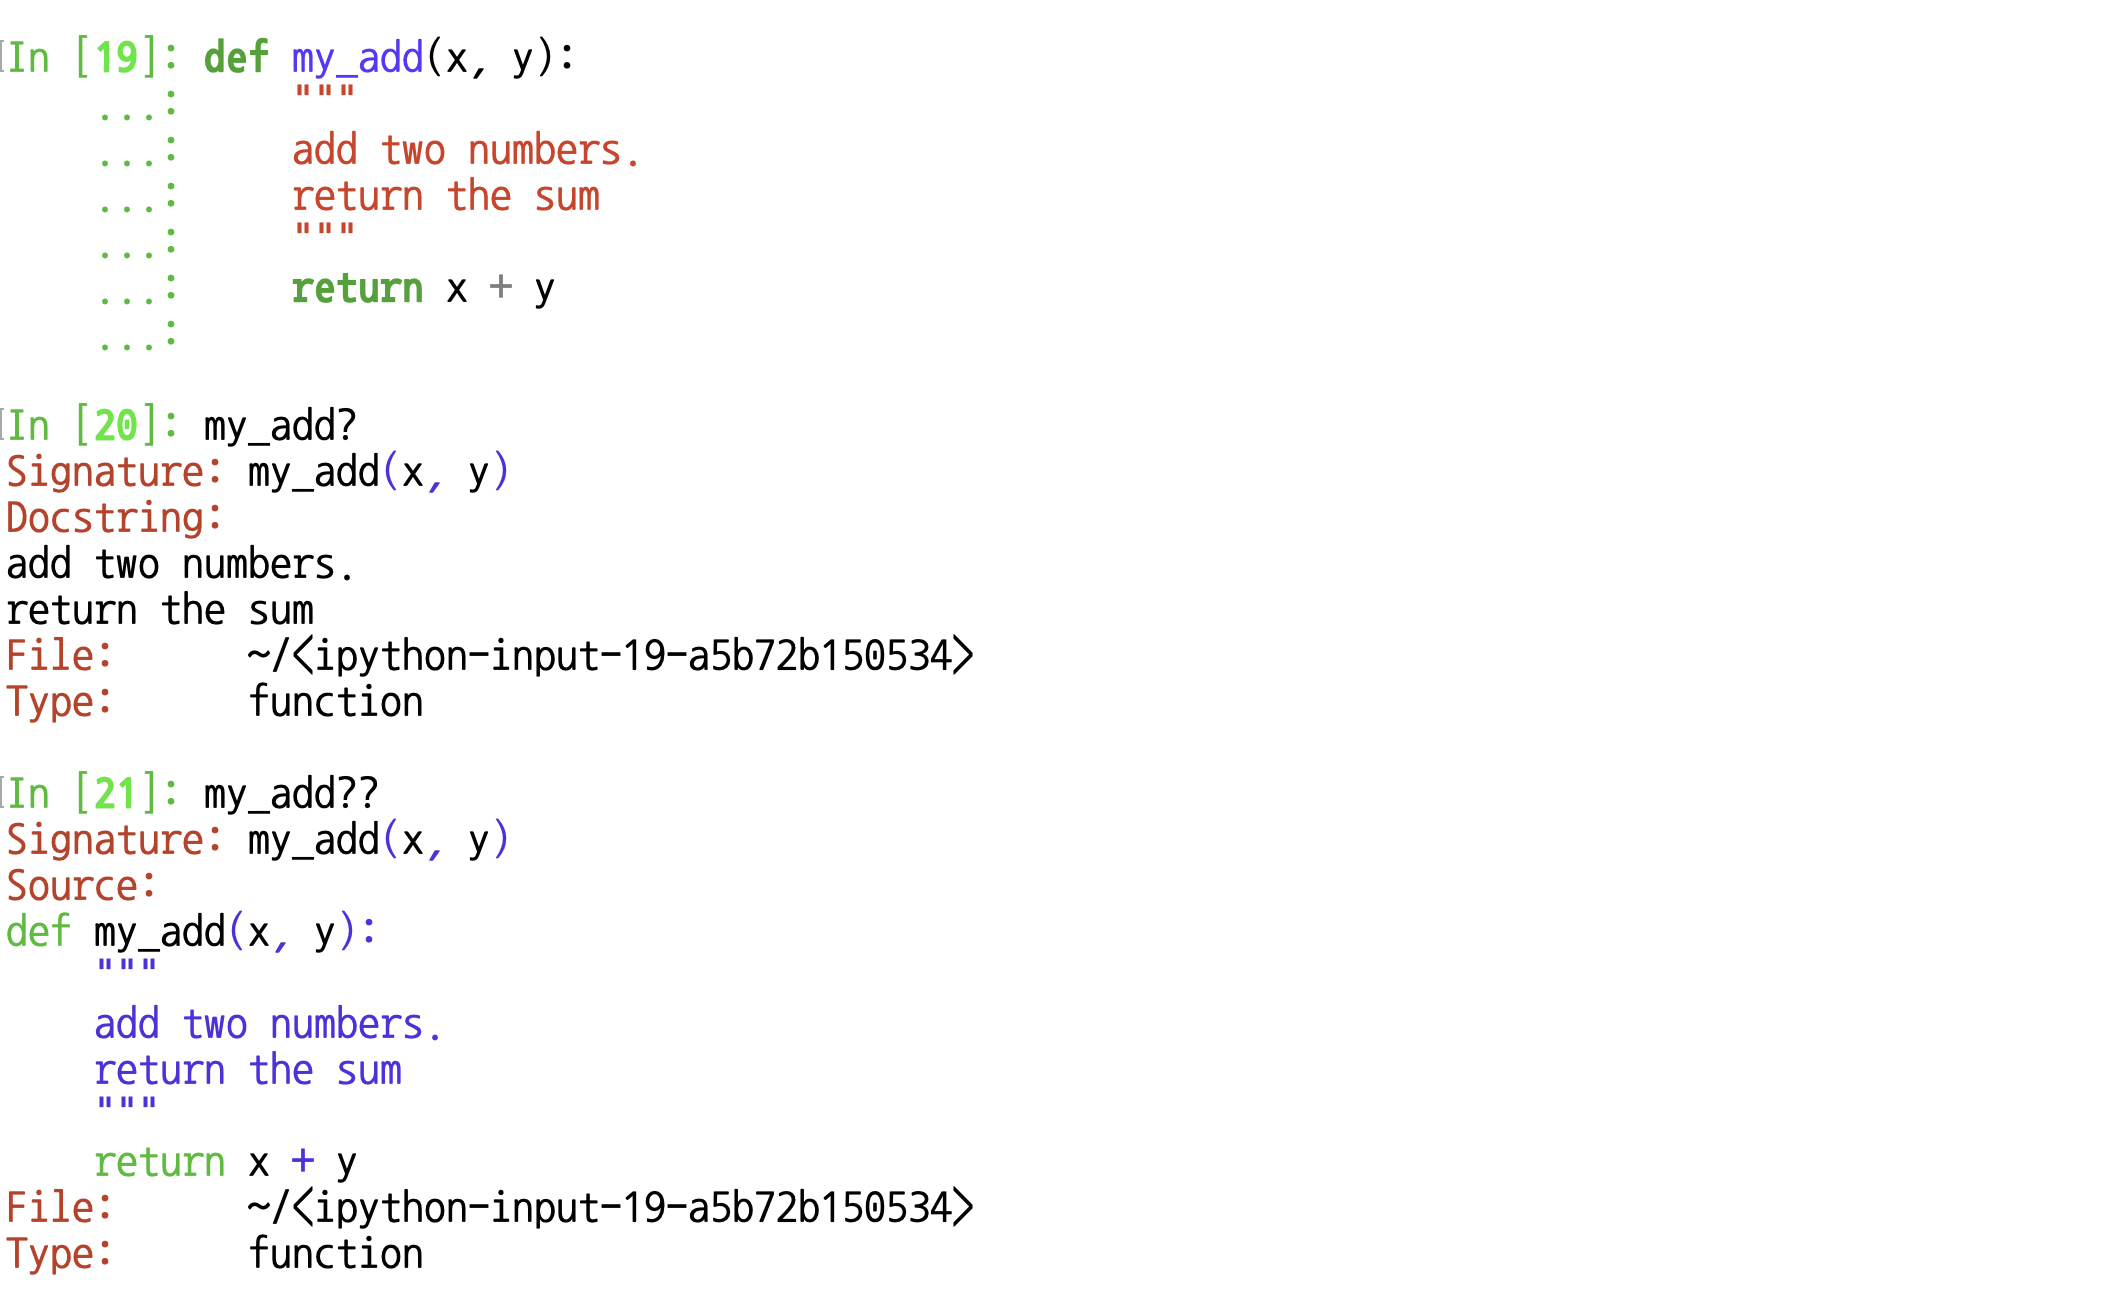 In [19]: def my_add(x, y):
    ...:     """
    ...:     add two numbers.
    ...:     return the sum
    ...:     """
    ...:     return x + y
    ...:
In [20]: my_add?
Signature: my_add(x, y)
Docstring:
add two numbers.
return the sum
File:      ~/<ipython-input-19-a5b72b150534>
Type:      function
In [21]: my_add??
Signature: my_add(x, y)
Source:
def my_add(x, y):
    """
    add two numbers.
    return the sum
    """
    return x + y
File:      ~/<ipython-input-19-a5b72b150534>
Type:      function